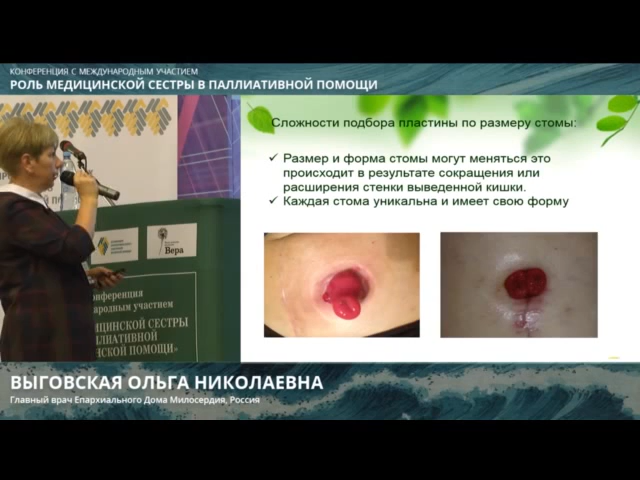 КОНФЕРЕНЦИЯ С МЕЖДУНАРОДНЫМ УЧАСТИЕМ
РОЛЬ МЕДИЦИНСКОЙ СЕСТРЫ В ПАЛЛИАТИВНОЙ ПОМОЩИ
Сложности подбора пластины по размеру стомы:
✓ Размер и форма стомы могут меняться это
происходит в результате сокращения или
расширения стенки выведенной кишки.
✓ Каждая стома уникальна и имеет свою форму
Вера
онференция
народным участием
ДИЦИНСКОЙ СЕСТРЫ
ЛЛИАТИВНОЙ
НСКОЙ ПОМОЩИ»
ВЫГОВСКАЯ ОЛЬГА НИКОЛАЕВНА
Главный врач Епархиального Дома Милосердия, Россия